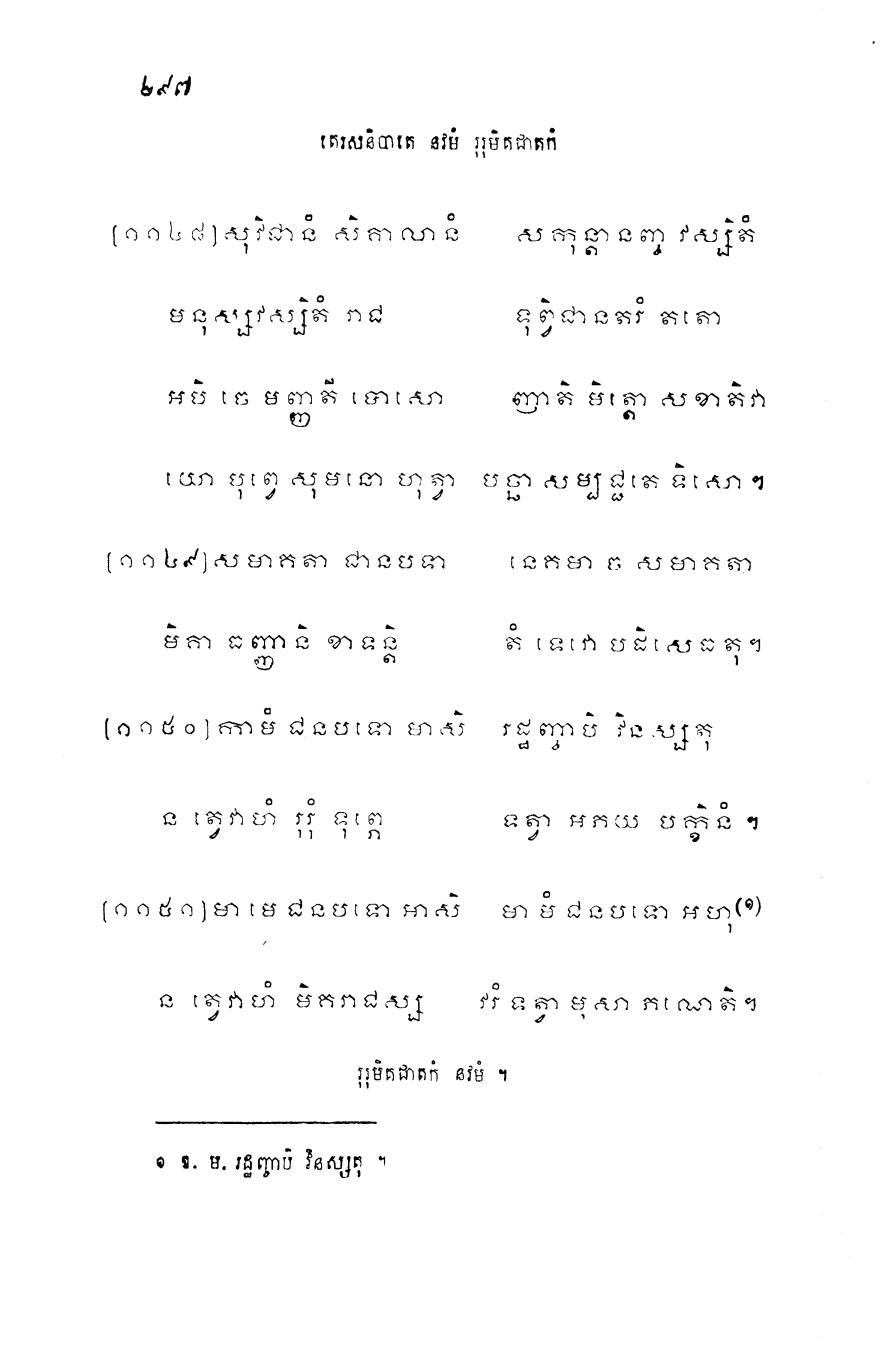 ២៩៧
តេរសនិបាតេ នវមំ រុរុមិគជាតកំ
[១១៤៨] សុវិជានំ សិគាលានំ សកុន្តានញ្ច វស្សិតំ
មនុស្សវស្សិតំ រាជ ទុព្វិជានតរំ តតោ
អបិ ចេ មញ្ញតី បោសោ ញាតិ មិត្តោ សខាតិ វា
យោ បុព្វេ សុមនោ ហុត្វា បច្ឆា សម្បជ្ជតេ ទិសោ ៗ
[១១៤៩] សមាគតា ជានបទា នេគមា ច សមាគតា
មិគា ធញ្ញានិ ខាទន្តិ តំ ទេវោ បដិសេធតុ ៗ
[១១៥០] កាមំ ជនបទោ មាសិ រដ្ឋញ្ចាបិ វិនស្សតុ
ន ត្វេវាហំ រុរុំ ទុព្ភេ ទត្វា អភយ ទក្ខិនំ ៗ
[១១៥១] មា មេ ជនបទោ អាសិ មា មំ ជនបទោ អហុ(១)
ន ត្វេវាហំ មិគរាជស្ស វរំ ទត្វា មុសា ភណេតិ ៗ
រុរុមិគជាតកំ នវមំ ។
១ ឱ. ម. រដ្ឋញ្ចាបិ វិនស្សតុ ។